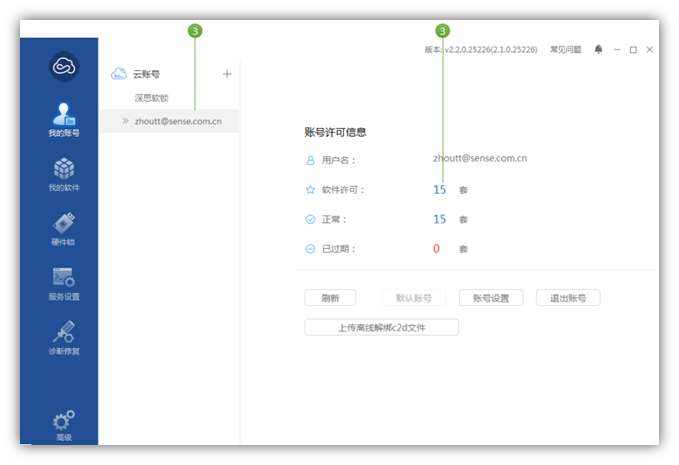 3
3
版本: v2.2.0.25226(2.1.0.25226)
常见问题
云账号
深思软锁
zhoutt@sense.com.cn
我的账号
我的软件
硬件锁
服务设置
诊断修复
高级
账号许可信息
用户名：
zhoutt@sense.com.cn
软件许可：
15 套
正常：
15 套
已过期：
0 套
刷新
默认账号
账号设置
退出账号
上传离线解绑c2d文件